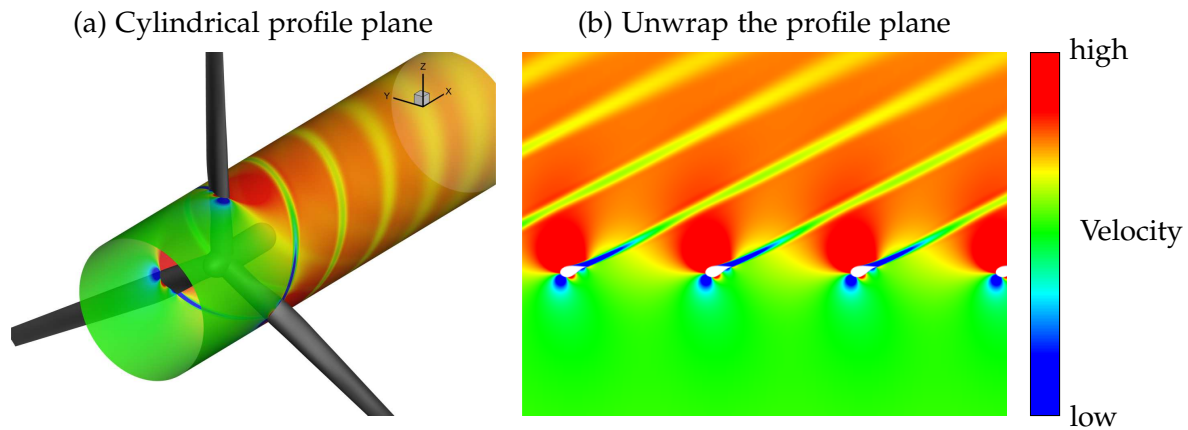 (a) Cylindrical profile plane
(b) Unwrap the profile plane
Z
Y
X
high
Velocity
low